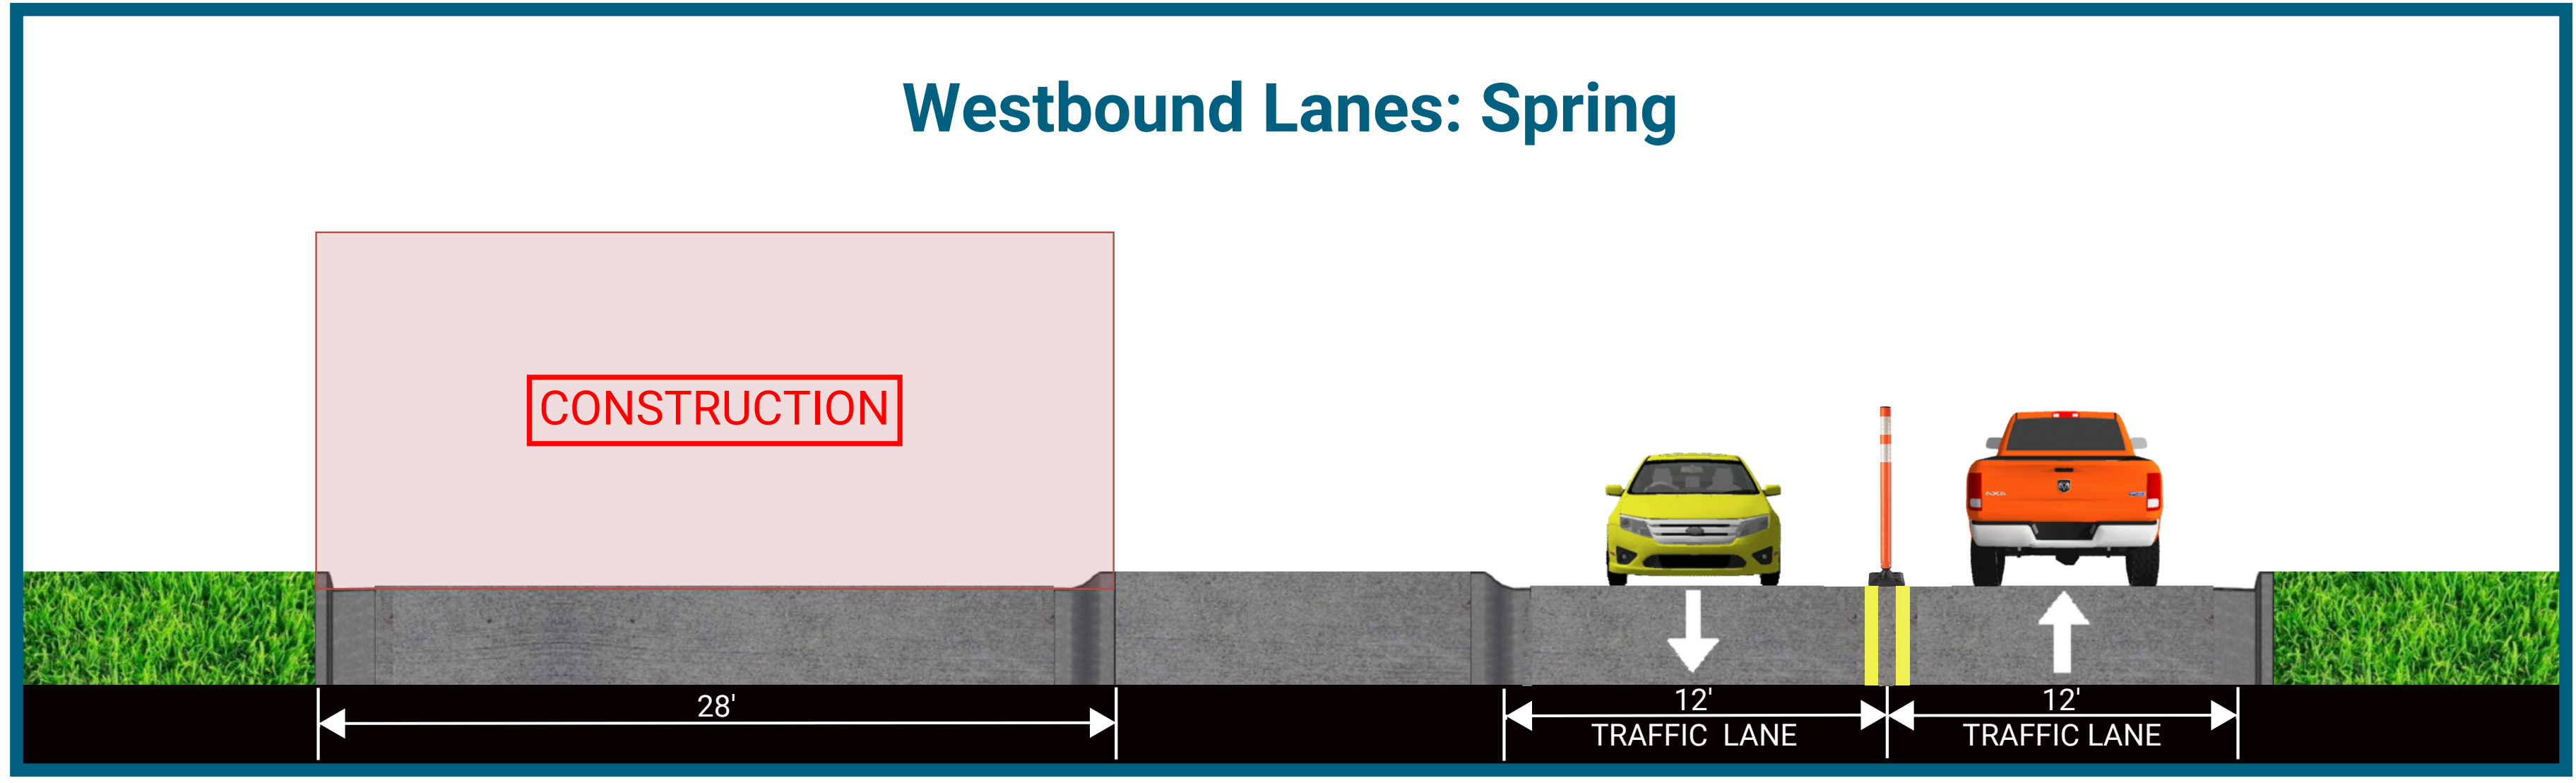 Westbound Lanes: Spring
CONSTRUCTION
28'
12'
TRAFFIC LANE
12'
TRAFFIC LANE